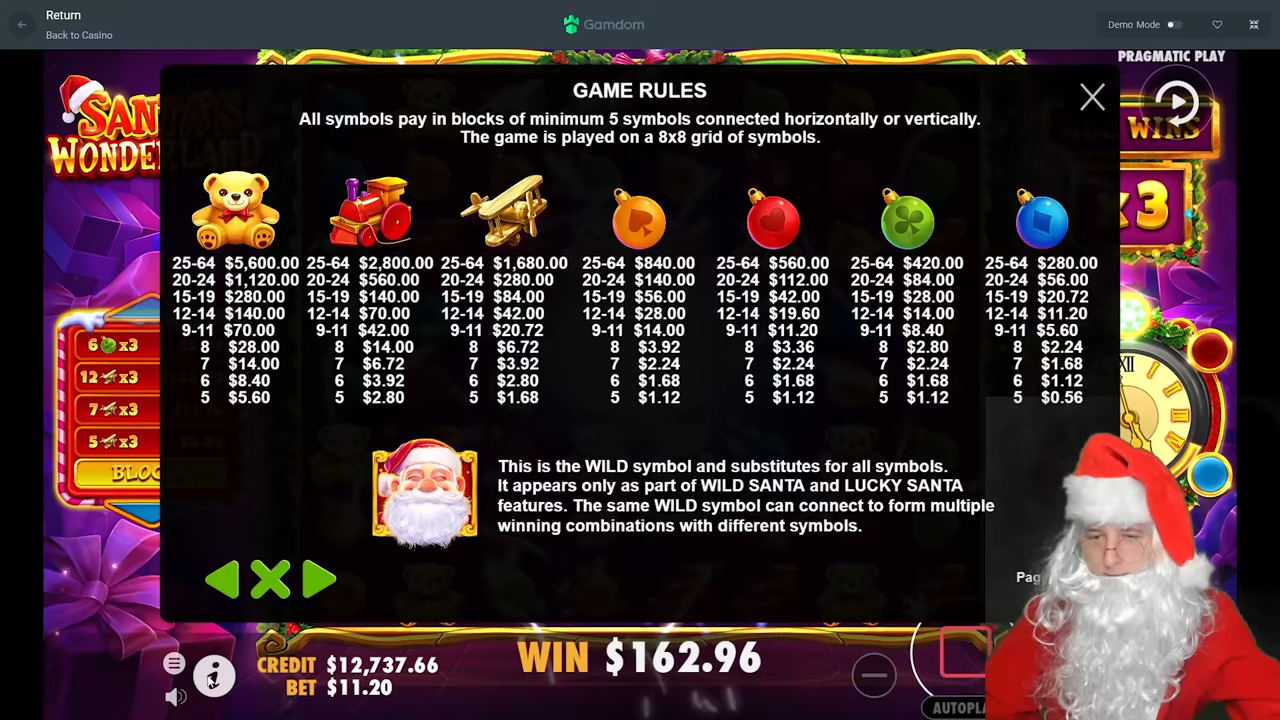 Return
Back to Casino
Gamdom
Demo Mode
PRAGMATIC PLAY
SANTA'S
WONDERLAND
WINS
x3
GAME RULES
All symbols pay in blocks of minimum 5 symbols connected horizontally or vertically.
The game is played on a 8x8 grid of symbols.
25-64 $5,600.00 25-64 $2,800.00 25-64 $1,680.00 25-64 $840.00 25-64 $560.00 25-64 $420.00 25-64 $280.00
20-24 $1,120.00 20-24 $560.00 20-24 $280.00 20-24 $140.00 20-24 $112.00 20-24 $84.00 20-24 $56.00
15-19 $280.00 15-19 $140.00 15-19 $84.00 15-19 $56.00 15-19 $42.00 15-19 $28.00 15-19 $20.72
12-14 $140.00 12-14 $70.00 12-14 $42.00 12-14 $28.00 12-14 $19.60 12-14 $14.00 12-14 $11.20
9-11 $70.00 9-11 $42.00 9-11 $20.72 9-11 $14.00 9-11 $11.20 9-11 $8.40 9-11 $5.60
8 $28.00 8 $14.00 8 $6.72 8 $3.92 8 $3.36 8 $2.80 8 $2.24
7 $14.00 7 $6.72 7 $3.92 7 $2.24 7 $2.24 7 $2.24 7 $1.68
6 $8.40 6 $3.92 6 $2.80 6 $1.68 6 $1.68 6 $1.68 6 $1.12
5 $5.60 5 $2.80 5 $1.68 5 $1.12 5 $1.12 5 $1.12 5 $0.56
6 x3
12 x3
7 x3
5 x3
BLOC
XII
This is the WILD symbol and substitutes for all symbols.
It appears only as part of WILD SANTA and LUCKY SANTA
features. The same WILD symbol can connect to form multiple
winning combinations with different symbols.
Pag
CREDIT $12,737.66
BET $11.20
WIN $162.96
AUTOPLA